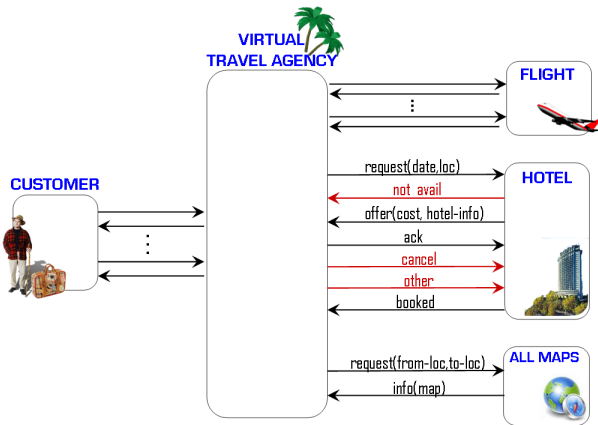 VIRTUAL
TRAVEL AGENCY
FLIGHT
CUSTOMER
HOTEL
request(date,loc)
not avail
offer(cost, hotel-info)
ack
cancel
other
booked
ALL MAPS
request(from-loc,to-loc)
info(map)